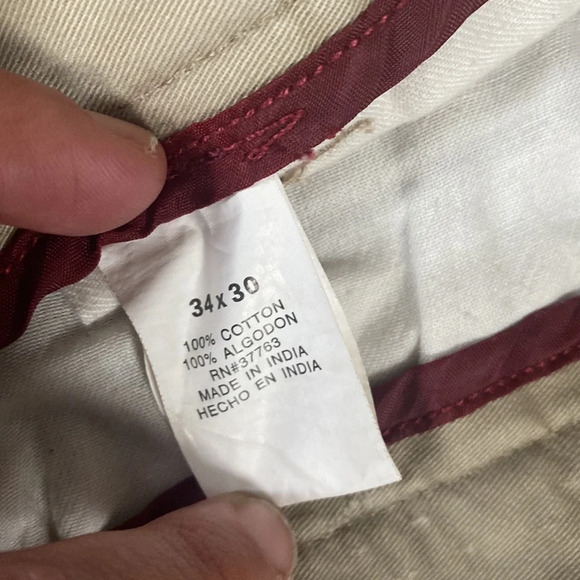 34 x 30
100% COTTON
100% ALGODON
RN#37763
MADE IN INDIA
HECHO EN INDIA